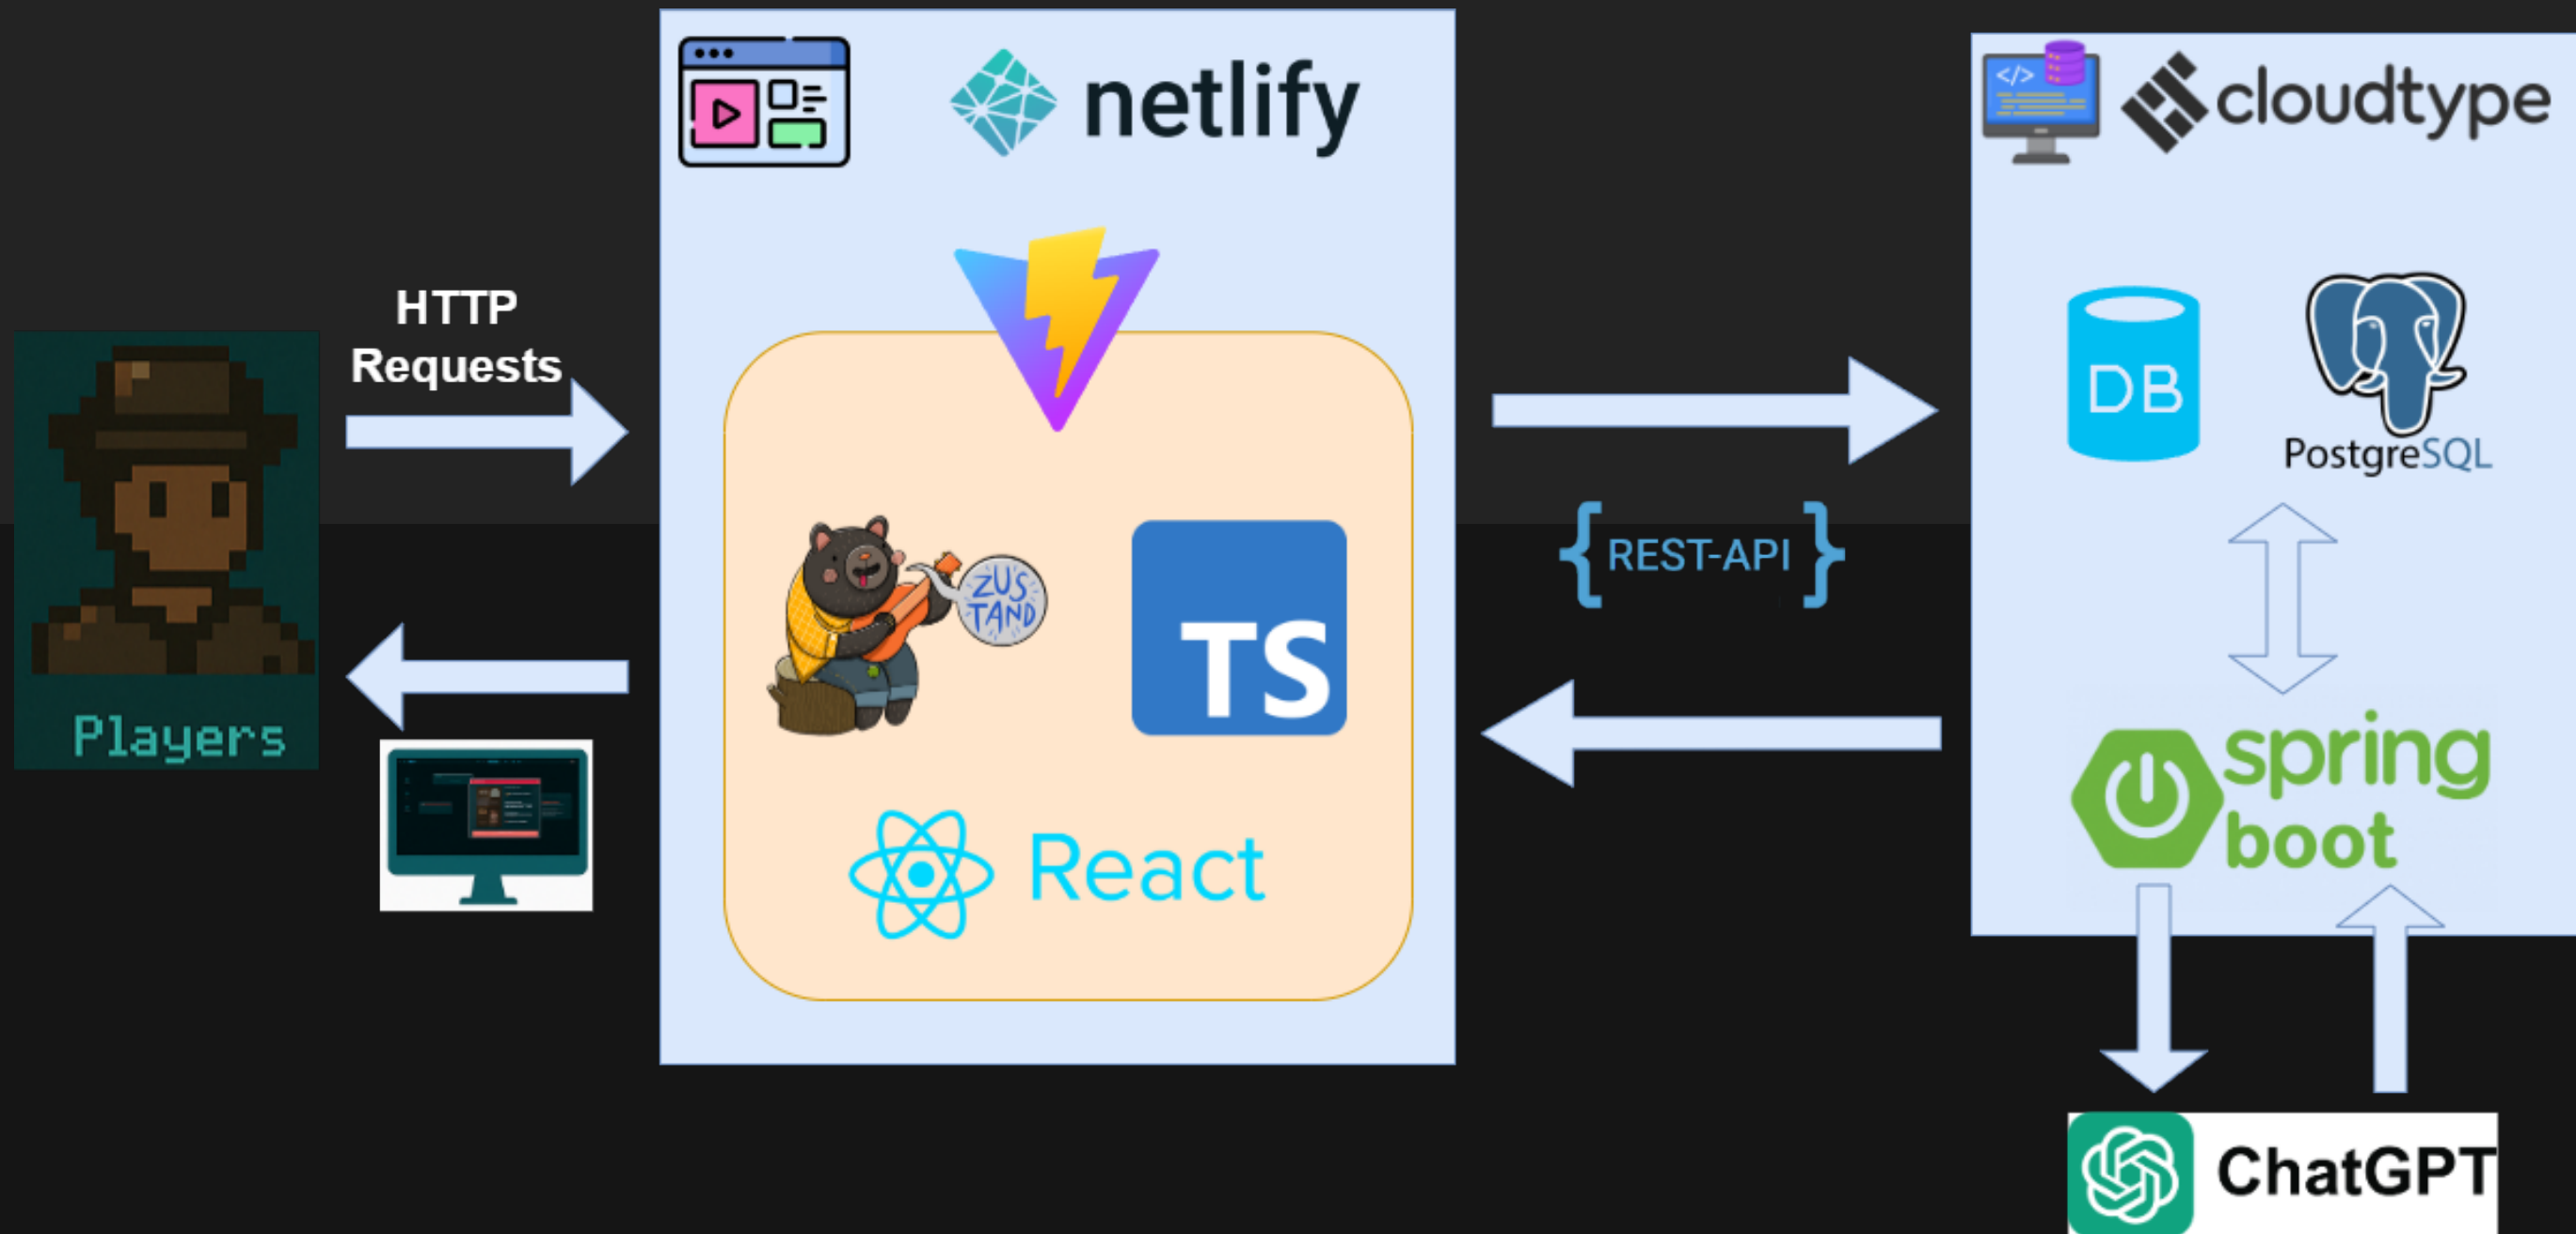 netlify
cloudtype
HTTP
Requests
DB
PostgreSQL
ZUS
TAND
TS
{ REST-API }
Players
</>
spring
boot
React
ChatGPT